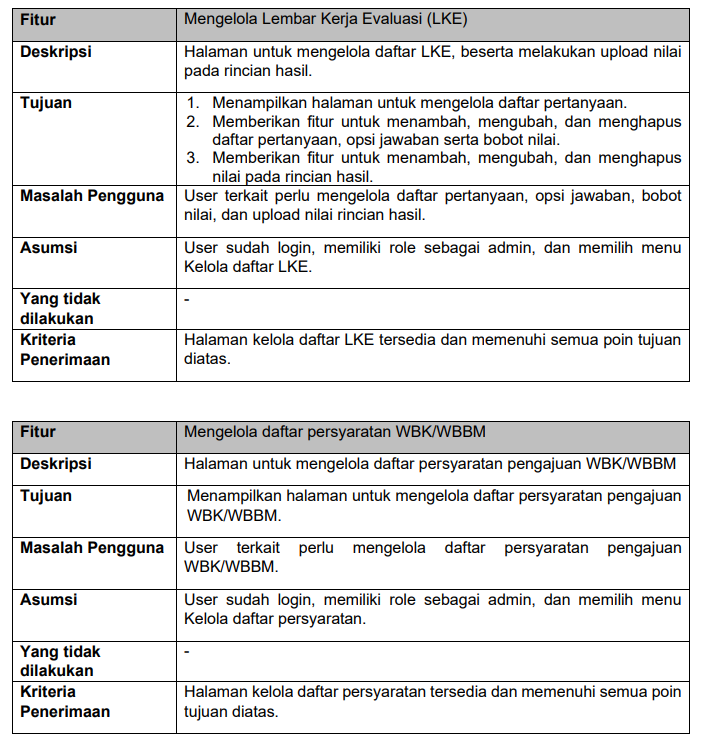 Fitur Mengelola Lembar Kerja Evaluasi (LKE)
Deskripsi Halaman untuk mengelola daftar LKE, beserta melakukan upload nilai
pada rincian hasil.
Tujuan 1. Menampilkan halaman untuk mengelola daftar pertanyaan.
2. Memberikan fitur untuk menambah, mengubah, dan menghapus
daftar pertanyaan, opsi jawaban serta bobot nilai.
3. Memberikan fitur untuk menambah, mengubah, dan menghapus
nilai pada rincian hasil.
Masalah Pengguna User terkait perlu mengelola daftar pertanyaan, opsi jawaban, bobot
nilai, dan upload nilai rincian hasil.
Asumsi User sudah login, memiliki role sebagai admin, dan memilih menu
Kelola daftar LKE.
Yang tidak -
dilakukan
Kriteria Halaman kelola daftar LKE tersedia dan memenuhi semua poin tujuan
Penerimaan diatas.
Fitur Mengelola daftar persyaratan WBK/WBBM
Deskripsi Halaman untuk mengelola daftar persyaratan pengajuan WBK/WBBM
Tujuan Menampilkan halaman untuk mengelola daftar persyaratan pengajuan
WBK/WBBM.
Masalah Pengguna User terkait perlu mengelola daftar persyaratan pengajuan
WBK/WBBM.
Asumsi User sudah login, memiliki role sebagai admin, dan memilih menu
Kelola daftar persyaratan.
Yang tidak -
dilakukan
Kriteria Halaman kelola daftar persyaratan tersedia dan memenuhi semua poin
Penerimaan tujuan diatas.